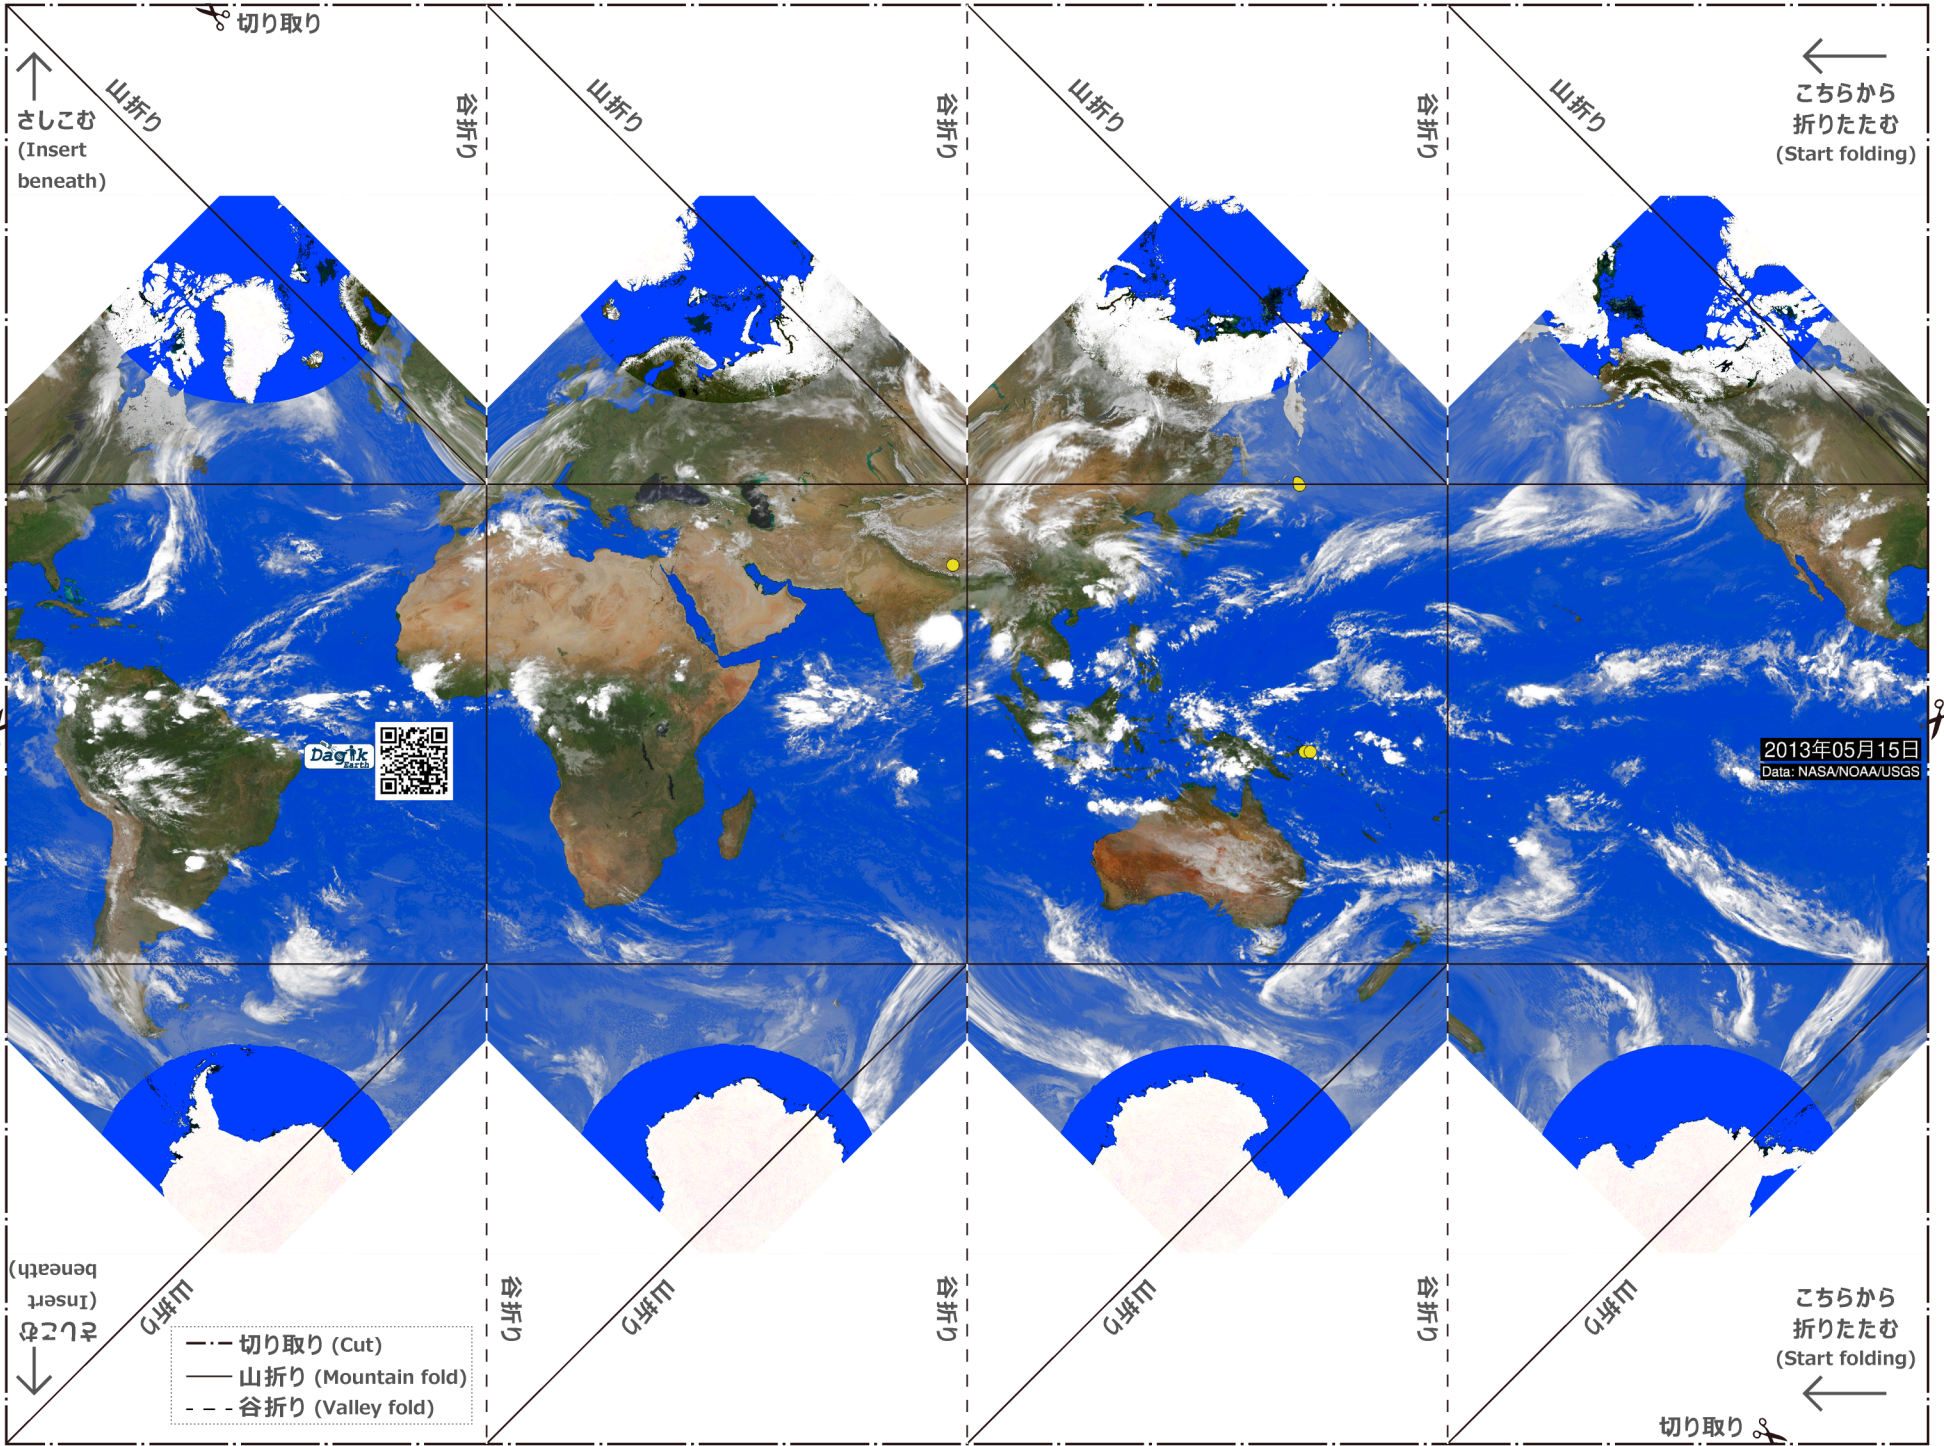 切り取り
山折り
谷折り
山折り
谷折り
山折り
谷折り
山折り
さしこむ
(Insert
beneath)
こちらから
折りたたむ
(Start folding)
Dagik
Earth
2013年05月15日
Data: NASA/NOAA/USGS
さしこむ
(Insert
beneath)
山折り
谷折り
山折り
谷折り
山折り
谷折り
山折り
こちらから
折りたたむ
(Start folding)
切り取り (Cut)
山折り (Mountain fold)
谷折り (Valley fold)
切り取り